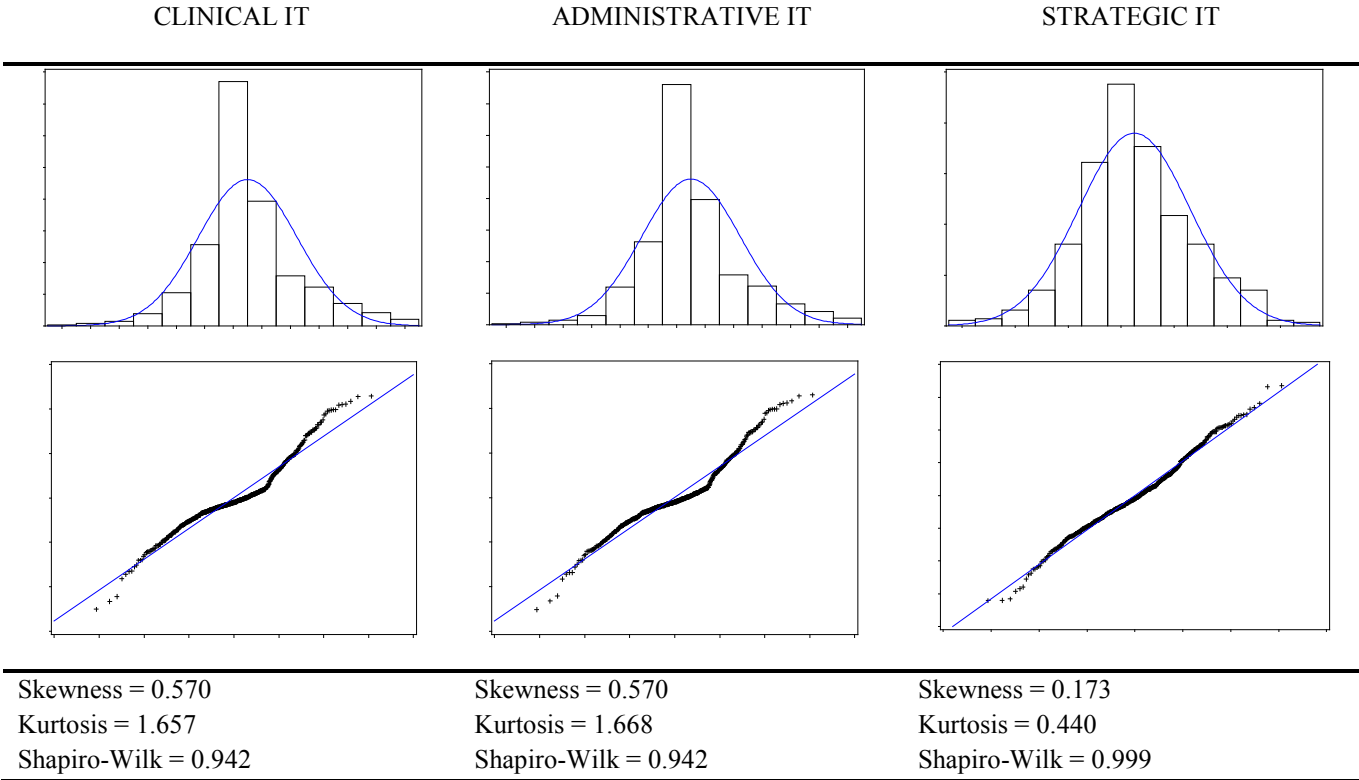 CLINICAL IT
ADMINISTRATIVE IT
STRATEGIC IT
Skewness = 0.570
Kurtosis = 1.657
Shapiro-Wilk = 0.942
Skewness = 0.570
Kurtosis = 1.668
Shapiro-Wilk = 0.942
Skewness = 0.173
Kurtosis = 0.440
Shapiro-Wilk = 0.999